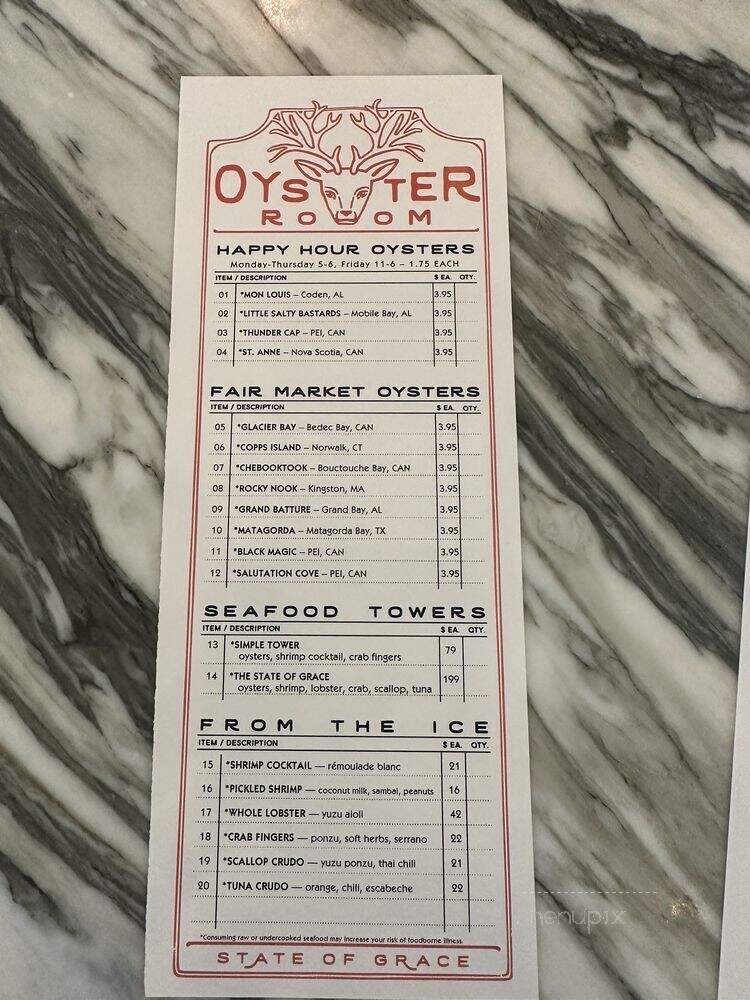 OYSTER
ROOM
HAPPY HOUR OYSTERS
Monday-Thursday 5-6, Friday 11-6 – 1.75 EACH
ITEM / DESCRIPTION $ EA. QTY.
01 *MON LOUIS – Coden, AL 3.95
02 *LITTLE SALTY BASTARDS – Mobile Bay, AL 3.95
03 *THUNDER CAP – PEI, CAN 3.95
04 *ST. ANNE – Nova Scotia, CAN 3.95
FAIR MARKET OYSTERS
ITEM / DESCRIPTION $ EA. QTY.
05 *GLACIER BAY – Bedec Bay, CAN 3.95
06 *COPPS ISLAND – Norwalk, CT 3.95
07 *CHEBOOKTOOK – Bouctouche Bay, CAN 3.95
08 *ROCKY NOOK – Kingston, MA 3.95
09 *GRAND BATTURE – Grand Bay, AL 3.95
10 *MATAGORDA – Matagorda Bay, TX 3.95
11 *BLACK MAGIC – PEI, CAN 3.95
12 *SALUTATION COVE – PEI, CAN 3.95
SEAFOOD TOWERS
ITEM / DESCRIPTION $ EA. QTY.
13 *SIMPLE TOWER 79
oysters, shrimp cocktail, crab fingers
14 *THE STATE OF GRACE 199
oysters, shrimp, lobster, crab, scallop, tuna
FROM THE ICE
ITEM / DESCRIPTION $ EA. QTY.
15 *SHRIMP COCKTAIL — rémoulade blanc 21
16 *PICKLED SHRIMP — coconut milk, sambal, peanuts 16
17 *WHOLE LOBSTER — yuzu aioli 42
18 *CRAB FINGERS — ponzu, soft herbs, serrano 22
19 *SCALLOP CRUDO — yuzu ponzu, thai chili 21
20 *TUNA CRUDO — orange, chili, escabeche 22
*Consuming raw or undercooked seafood may increase your risk of foodborne illness.
STATE OF GRACE
menupix